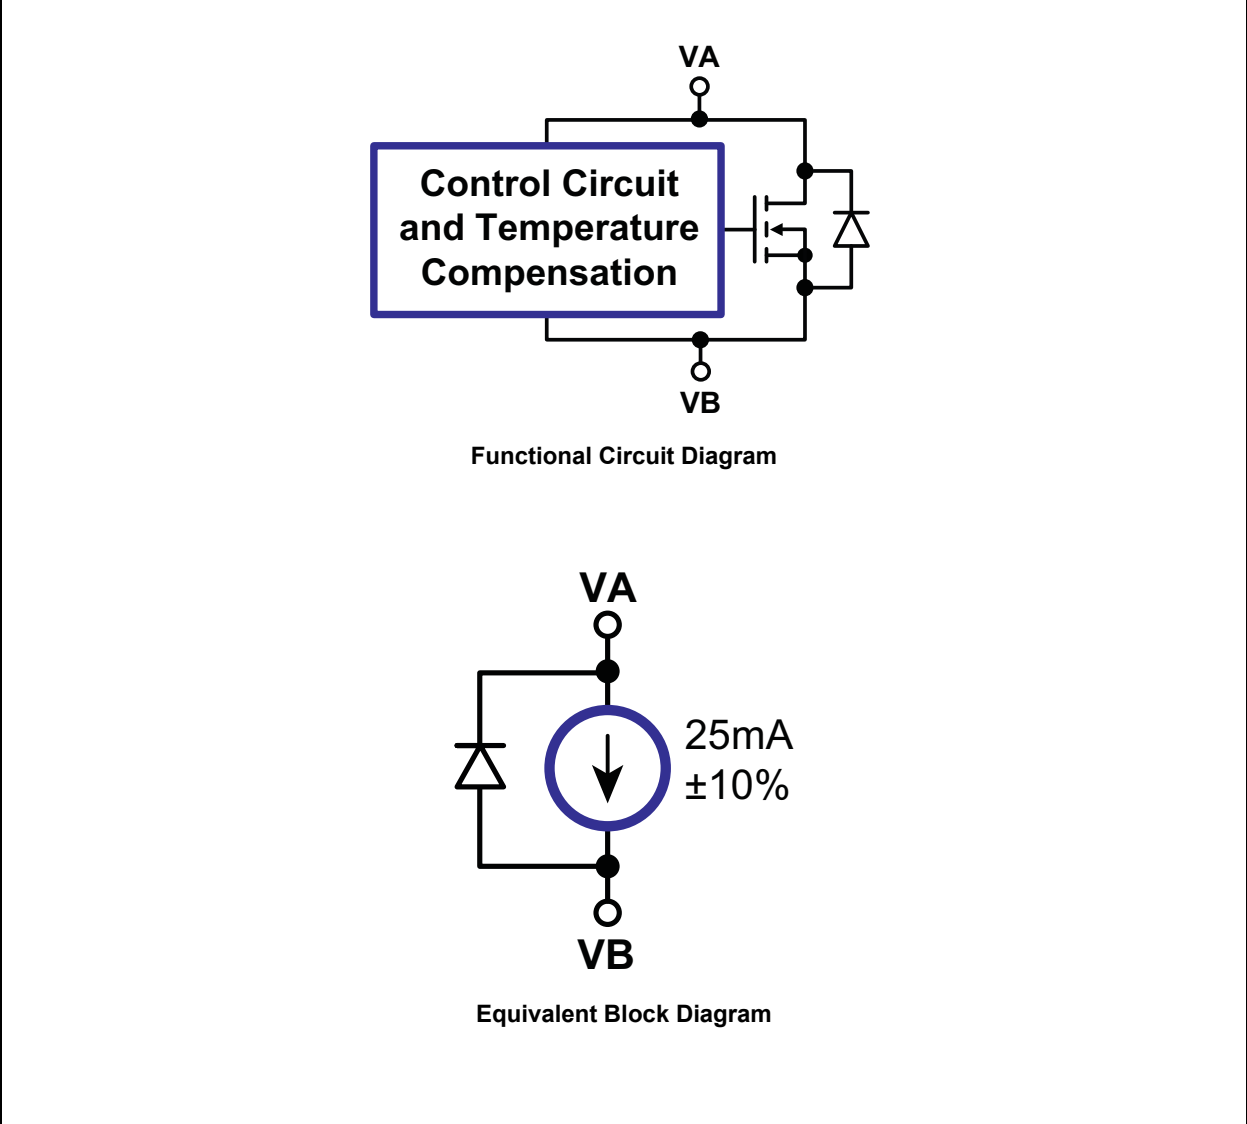 VA
Control Circuit
and Temperature
Compensation
VB
Functional Circuit Diagram
VA
25mA
±10%
VB
Equivalent Block Diagram